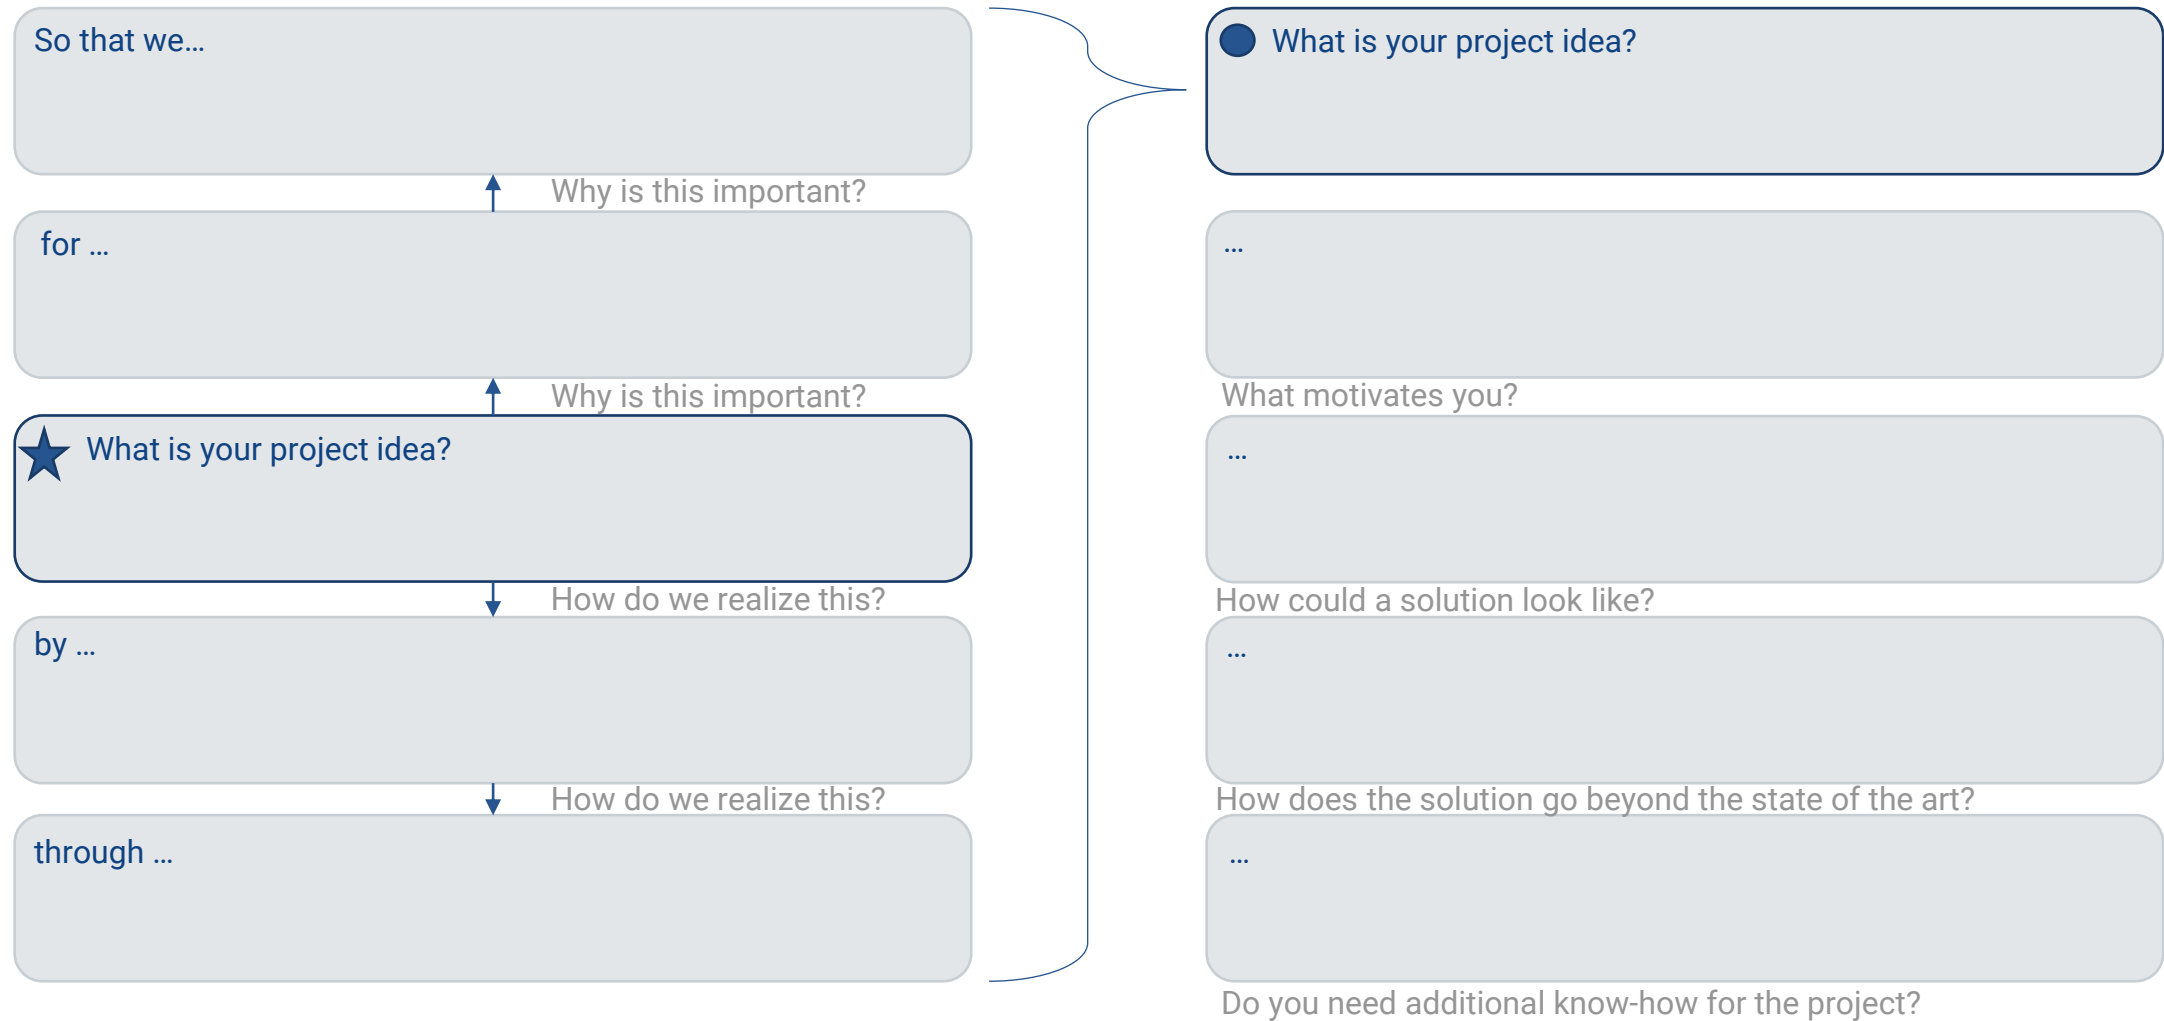 So that we…
Why is this important?
for …
Why is this important?
What is your project idea?
How do we realize this?
by …
How do we realize this?
through …
What is your project idea?
…
What motivates you?
…
How could a solution look like?
…
How does the solution go beyond the state of the art?
…
Do you need additional know-how for the project?